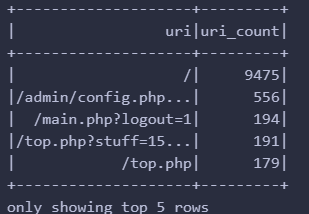 +--------------------+---------+
|                 uri|uri_count|
+--------------------+---------+
|                   /|     9475|
|/admin/config.php...|      556|
|  /main.php?logout=1|      194|
|/top.php?stuff=15...|      191|
|            /top.php|      179|
+--------------------+---------+
only showing top 5 rows